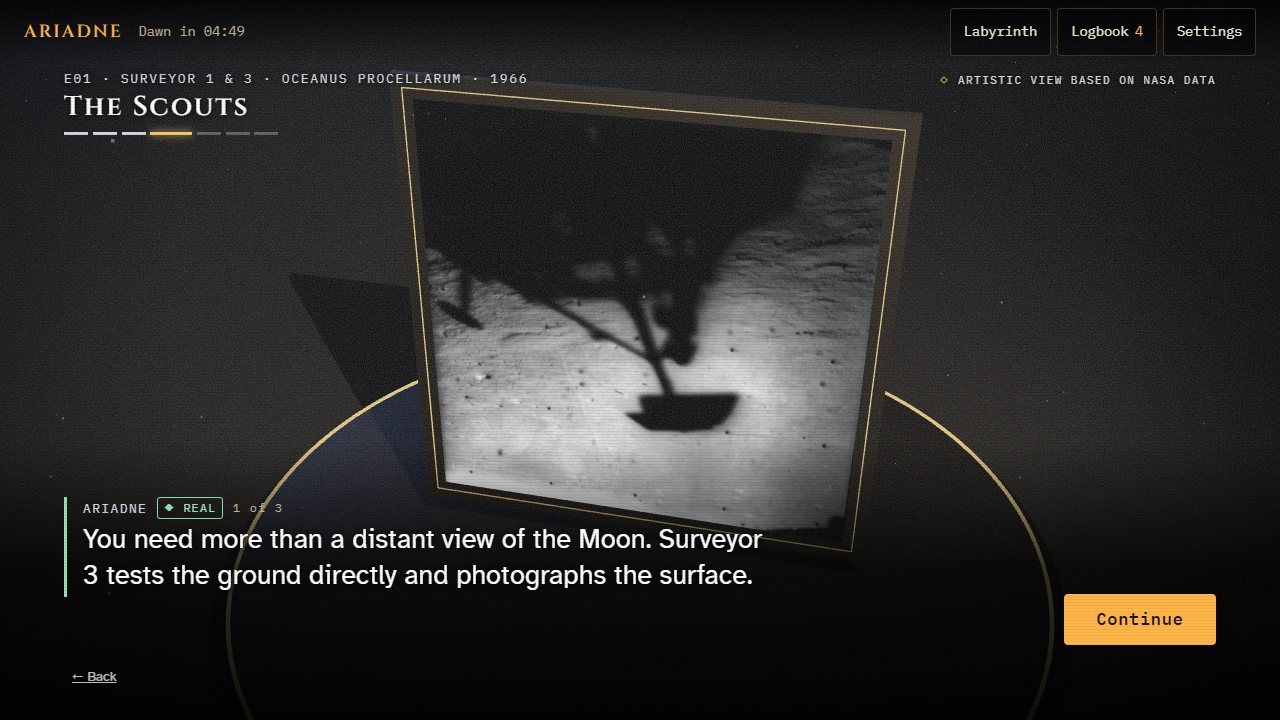 ARIADNE Dawn in 04:49 Labyrinth Logbook 4 Settings
E01 · SURVEYOR 1 & 3 · OCEANUS PROCELLARUM · 1966
◇ ARTISTIC VIEW BASED ON NASA DATA
The Scouts
ARIADNE ◆ REAL 1 of 3
You need more than a distant view of the Moon. Surveyor
3 tests the ground directly and photographs the surface.
Continue
← Back